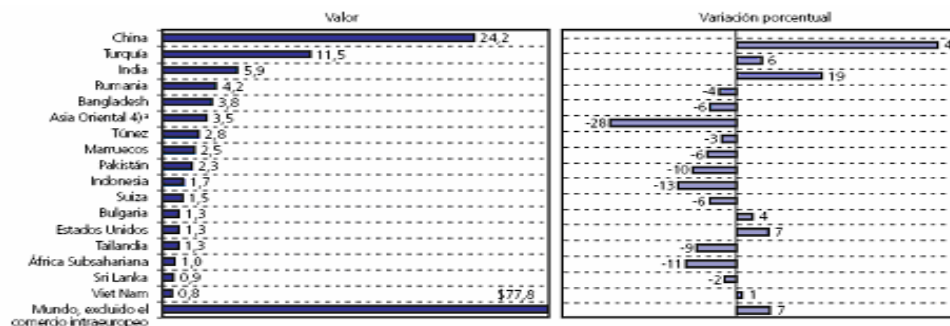 Valor
Variación porcentual
China 24,2 4
Turquía 11,5 6
India 5,9 19
Rumania 4,2 -4
Bangladesh 3,8 -6
Asia Oriental 4)ª 3,5 -28
Túnez 2,8 -3
Marruecos 2,5 -6
Pakistán 2,3 -10
Indonesia 1,7 -13
Suiza 1,5 -6
Bulgaria 1,3 4
Estados Unidos 1,3 7
Tailandia 1,3 -9
África Subsahariana 1,0 -11
Sri Lanka 0,9 -2
Viet Nam 0,8 $77,8 1
Mundo, excluido el 7
comercio intraeuropeo